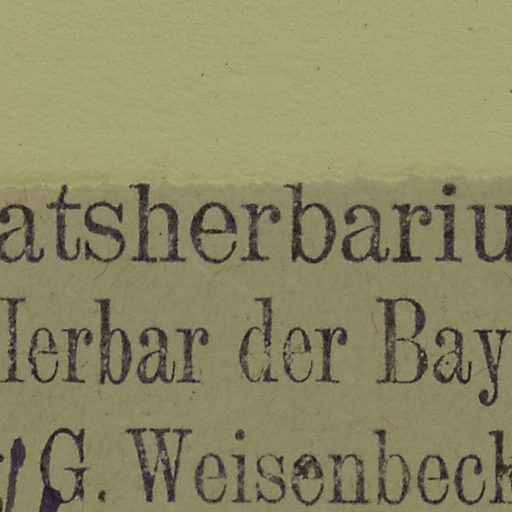 atsherbariu
Herbar der Bay
G. Weisenbeck